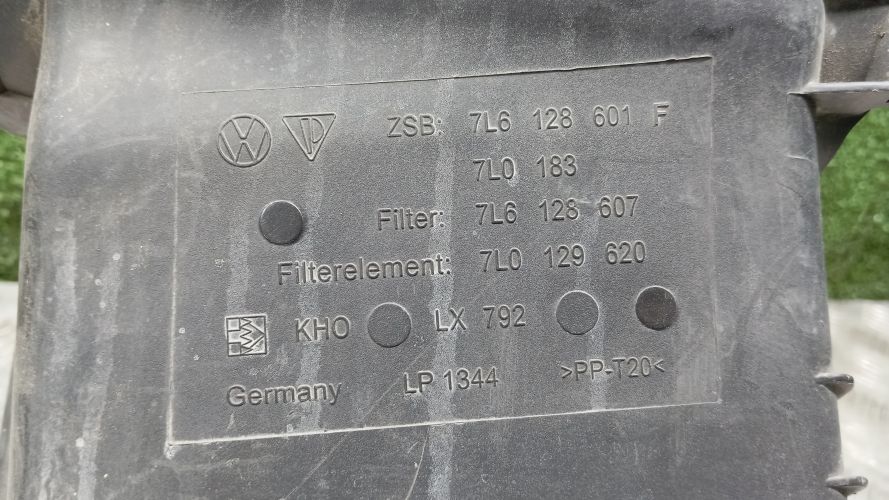 ZSB: 7L6 128 601 F
7L0 183
Filter: 7L6 128 607
Filterelement: 7L0 129 620
KHO LX 792
Germany LP 1344 >PP-T20<